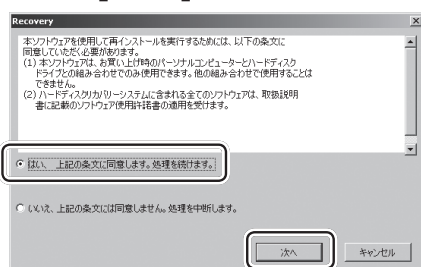 Recovery
本ソフトウェアを使用して再インストールを実行するためには、以下の条文に
同意していただく必要があります。
(1) 本ソフトウェアは、お買い上げ時のパーソナルコンピューターとハードディスク
ドライブとの組み合わせでのみ使用できます。他の組み合わせで使用することは
できません。
(2) ハードディスクリカバリーシステムに含まれる全てのソフトウェアは、取扱説明
書に記載のソフトウェア使用許諾書の適用を受けます。
はい、上記の条文に同意します。処理を続けます。
いいえ、上記の条文には同意しません。処理を中断します。
次へ
キャンセル